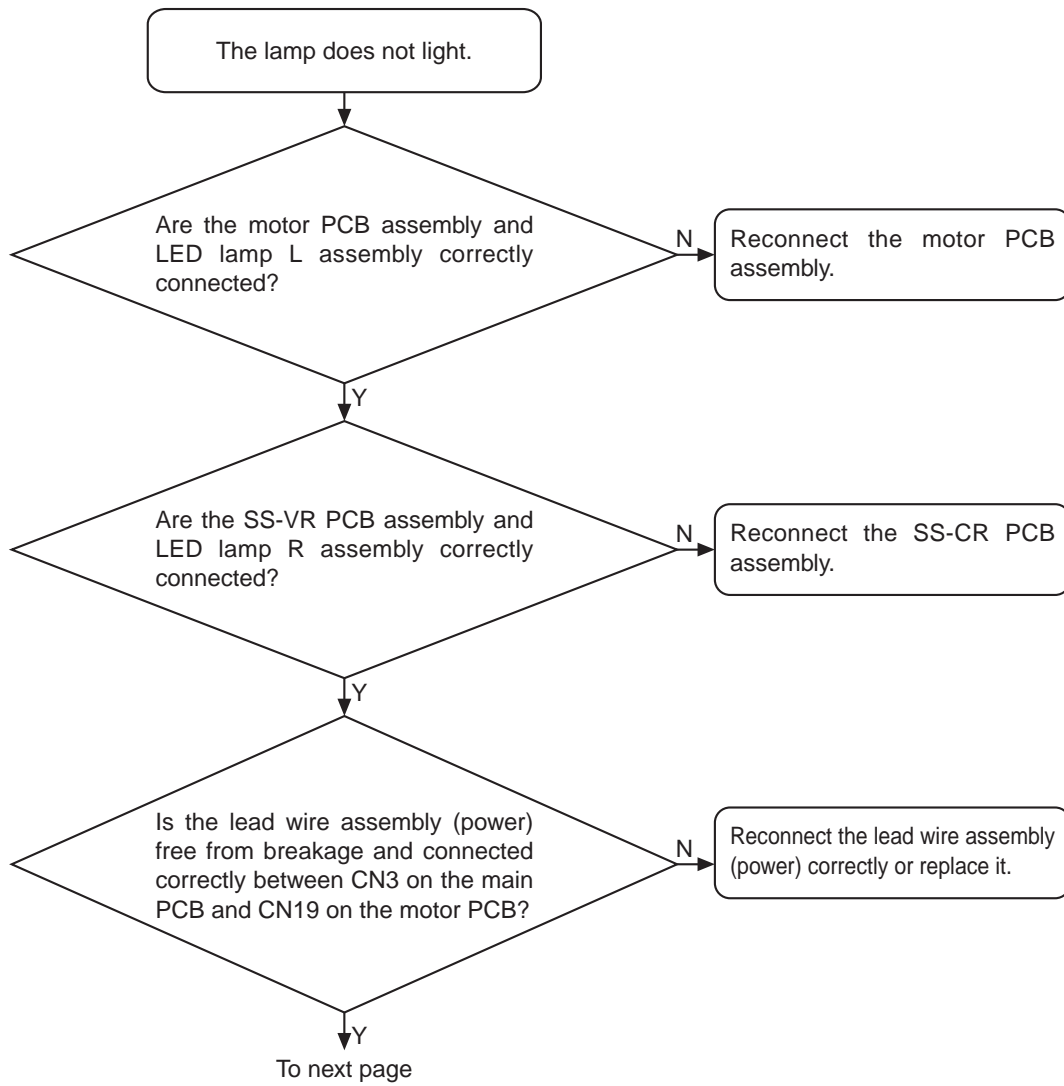 The lamp does not light.
Are the motor PCB assembly and
LED lamp L assembly correctly
connected?
N
Reconnect the motor PCB
assembly.
Y
Are the SS-VR PCB assembly and
LED lamp R assembly correctly
connected?
N
Reconnect the SS-CR PCB
assembly.
Y
Is the lead wire assembly (power)
free from breakage and connected
correctly between CN3 on the main
PCB and CN19 on the motor PCB?
N
Reconnect the lead wire assembly
(power) correctly or replace it.
Y
To next page